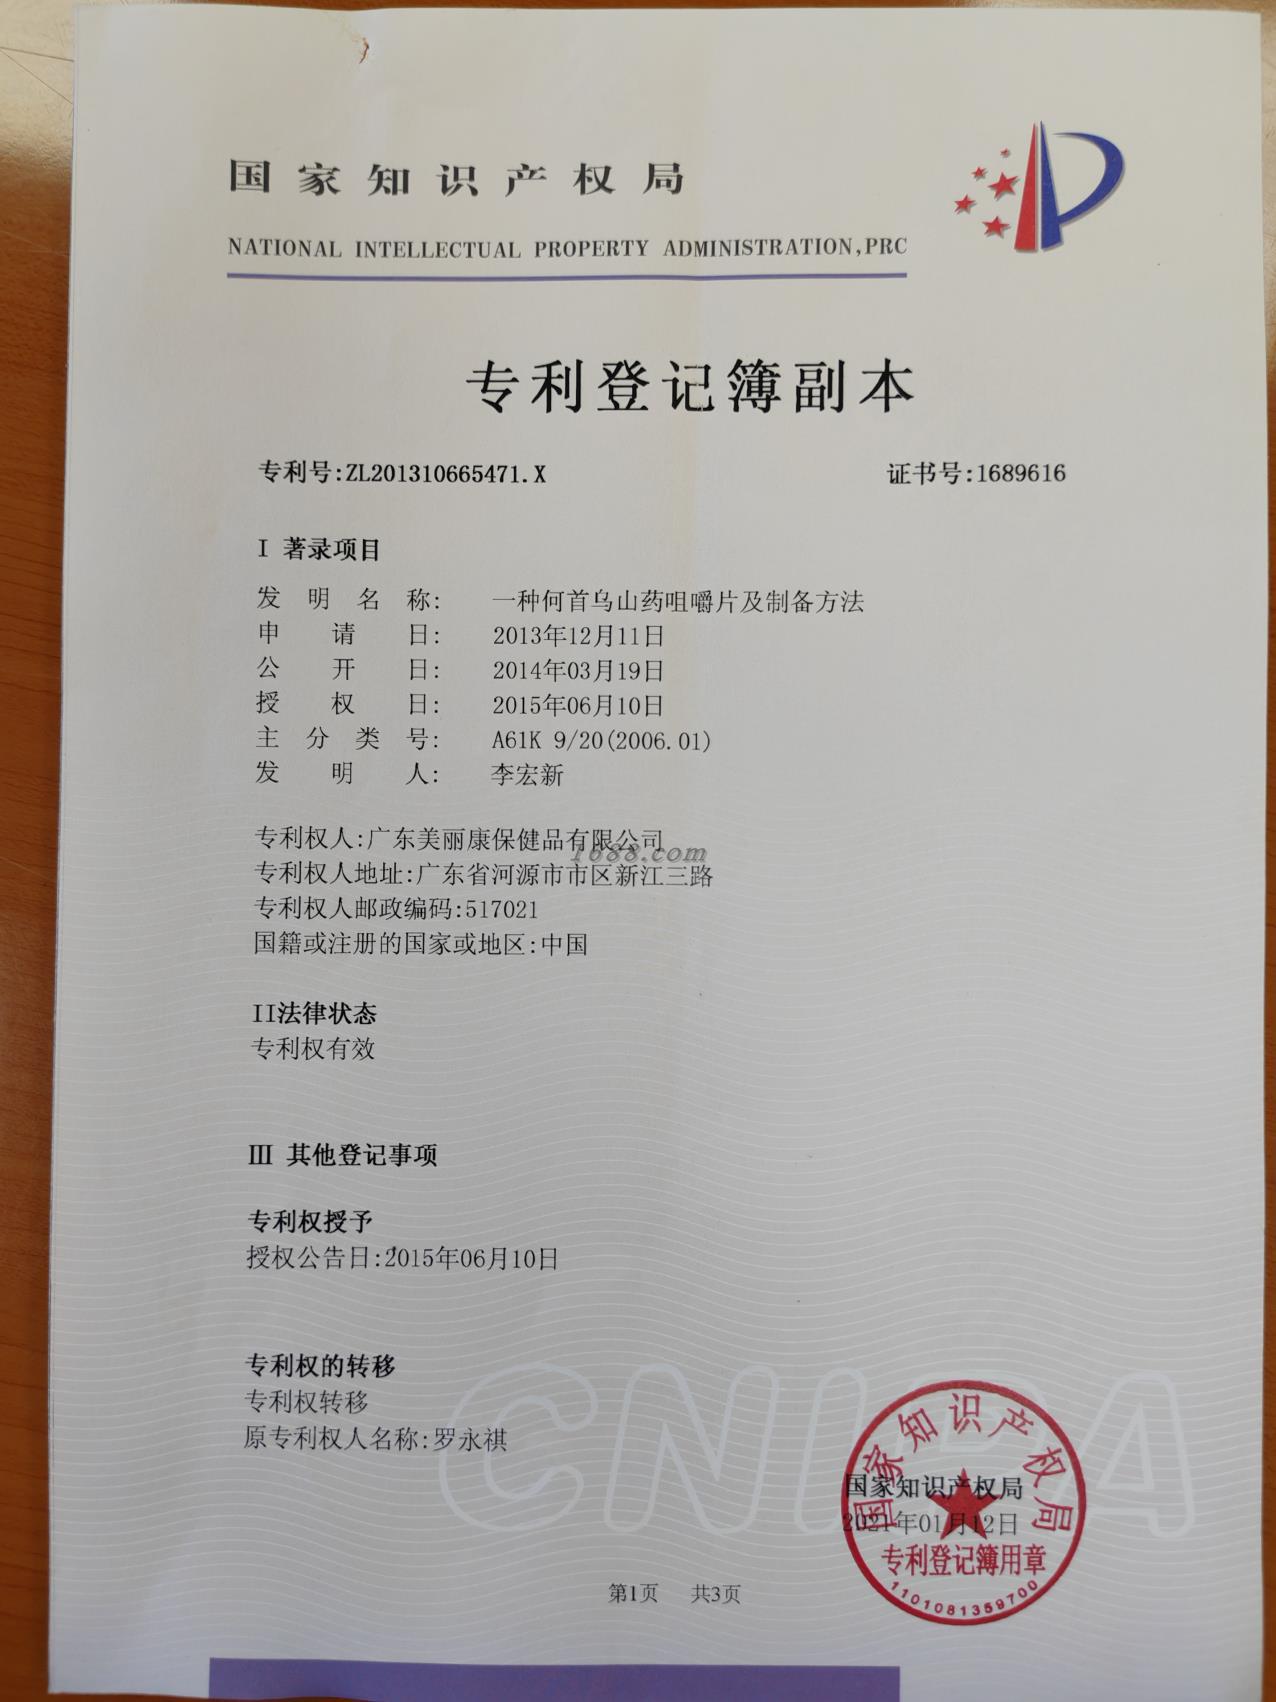 国家知识产权局
NATIONAL INTELLECTUAL PROPERTY ADMINISTRATION,PRC
专利登记簿副本
专利号:ZL201310665471.X 证书号:1689616
I 著录项目
发明名称: 一种何首乌山药咀嚼片及制备方法
申请日: 2013年12月11日
公开日: 2014年03月19日
授权日: 2015年06月10日
主分类号: A61K 9/20(2006.01)
发明人: 李宏新
专利权人:广东美丽康保健品有限公司
1688.com
专利权人地址:广东省河源市市区新江三路
专利权人邮政编码:517021
国籍或注册的国家或地区:中国
II法律状态
专利权有效
III 其他登记事项
专利权授予
授权公告日:2015年06月10日
专利权的转移
专利权转移
原专利权人名称:罗永祺
CNIPA
国家知识产权局
国家知识产权局
2021年01月12日
专利登记簿用章
1101081359700
第1页 共3页